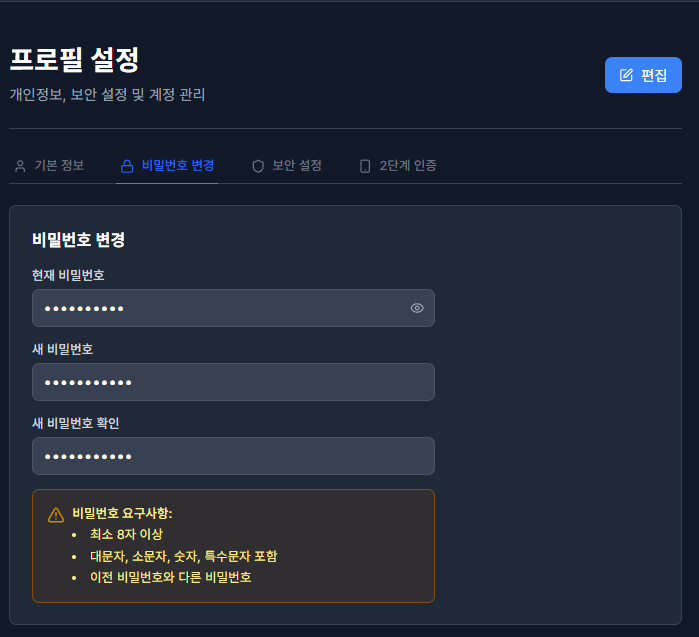 프로필 설정
개인정보, 보안 설정 및 계정 관리
편집
기본 정보
비밀번호 변경
보안 설정
2단계 인증
비밀번호 변경
현재 비밀번호
••••••••••
새 비밀번호
•••••••••••
새 비밀번호 확인
•••••••••••
비밀번호 요구사항:
• 최소 8자 이상
• 대문자, 소문자, 숫자, 특수문자 포함
• 이전 비밀번호와 다른 비밀번호